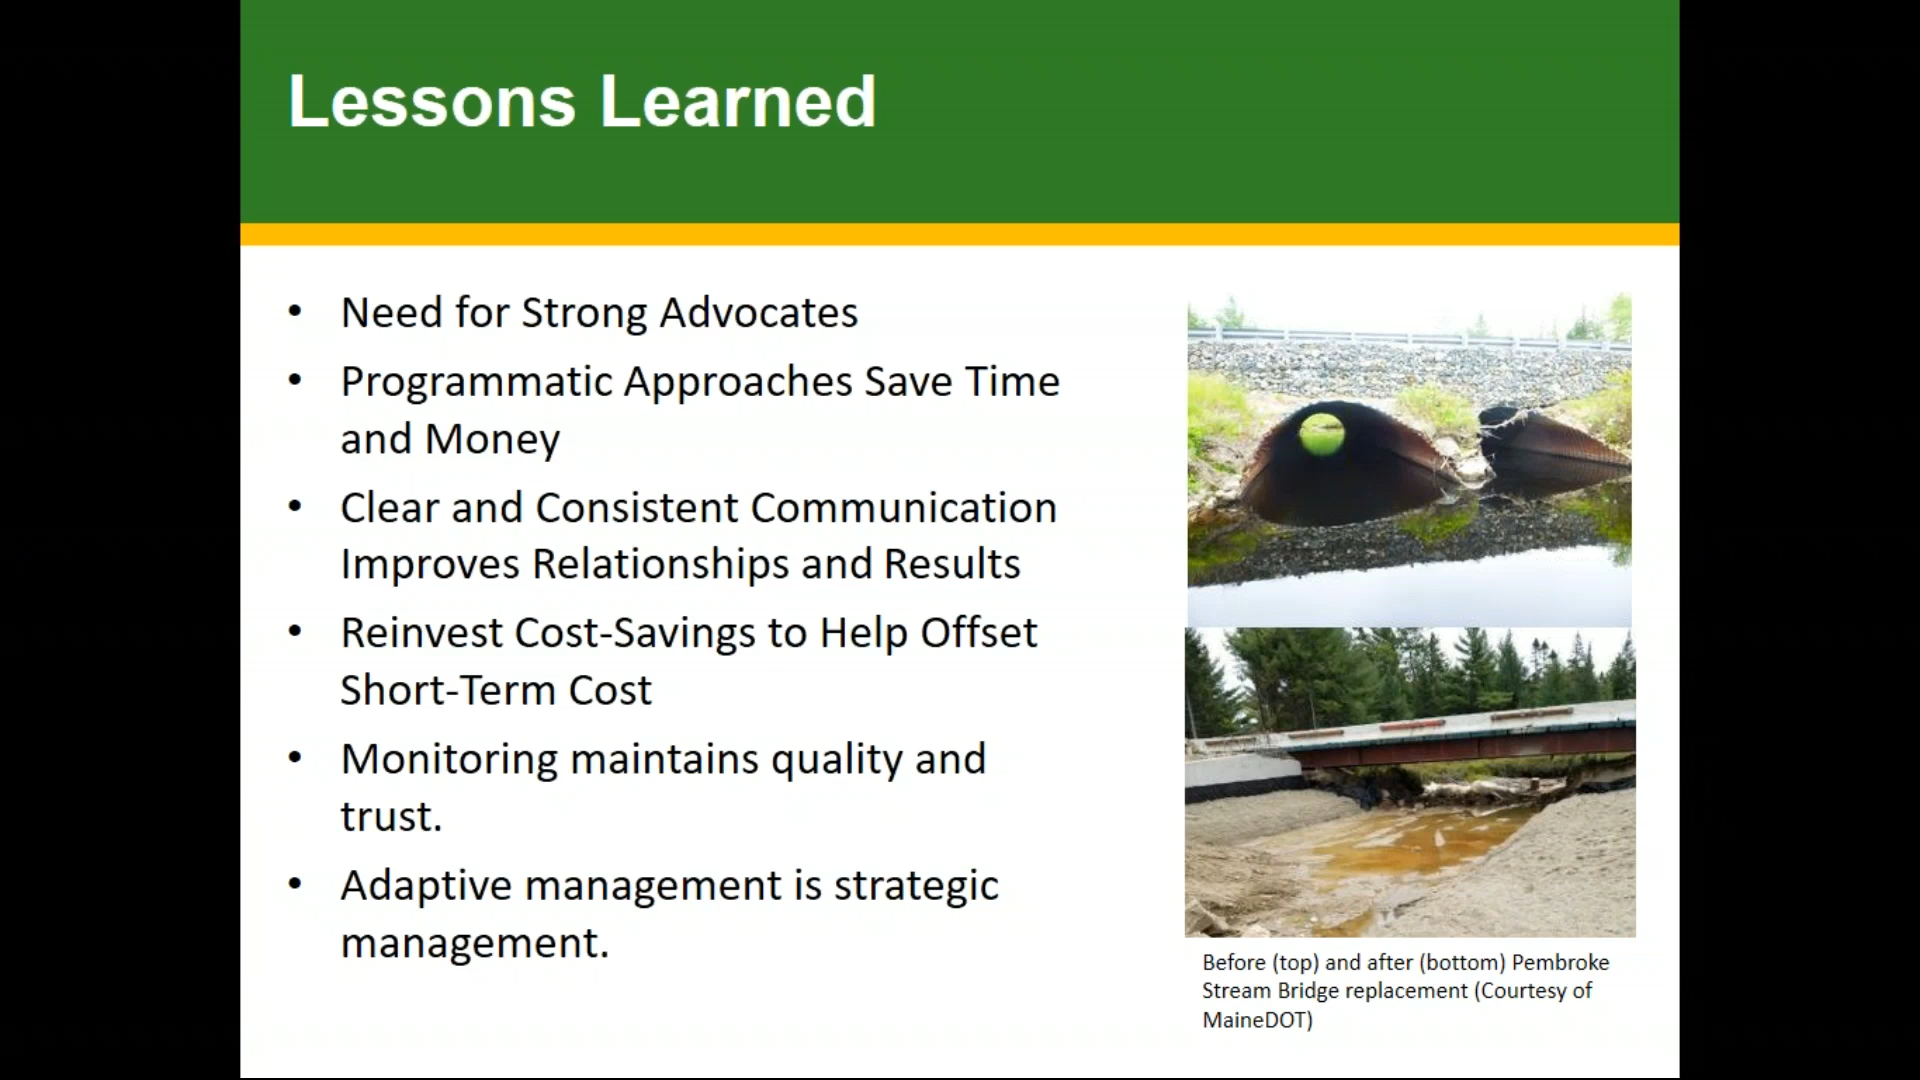 Lessons Learned
• Need for Strong Advocates
• Programmatic Approaches Save Time
and Money
• Clear and Consistent Communication
Improves Relationships and Results
• Reinvest Cost-Savings to Help Offset
Short-Term Cost
• Monitoring maintains quality and
trust.
• Adaptive management is strategic
management.
Before (top) and after (bottom) Pembroke
Stream Bridge replacement (Courtesy of
MaineDOT)